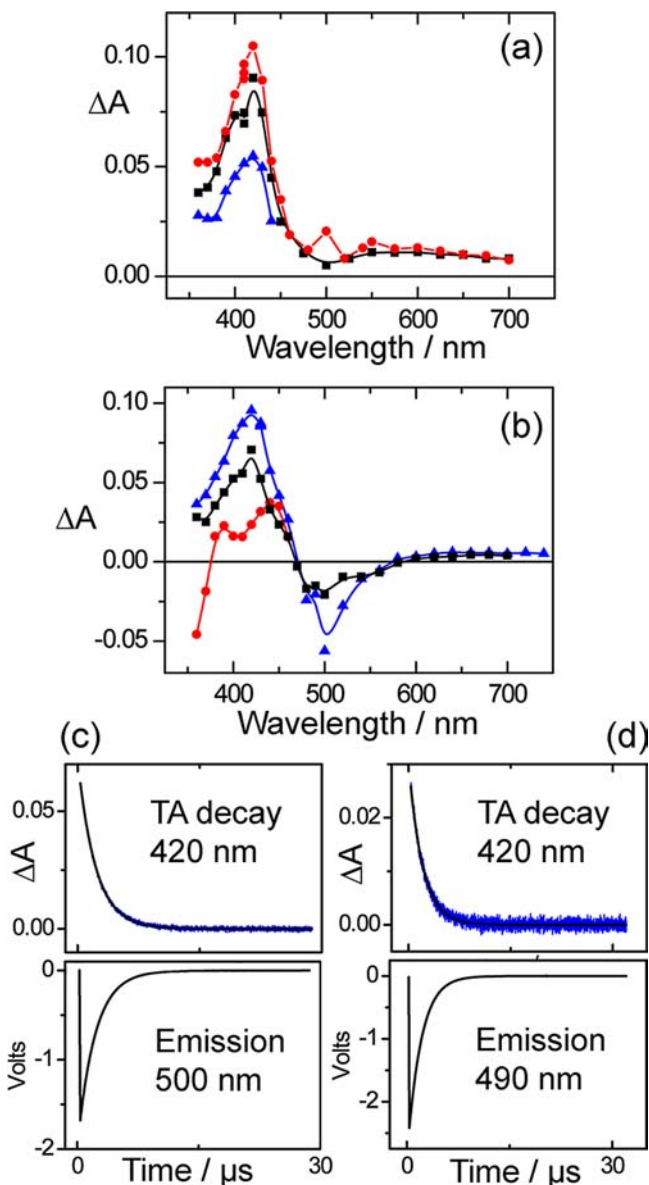 (a)
0.10
ΔA
0.05
0.00
400 500 600 700
Wavelength / nm
(b)
0.10
0.05
ΔA
0.00
-0.05
400 500 600 700
Wavelength / nm
(c)
(d)
0.05
ΔA
0.00
TA decay
420 nm
0.02
ΔA
0.00
TA decay
420 nm
0
Volts
-1
-2
Emission
500 nm
0 30
Time / µs
0
-1
-2
Volts
Emission
490 nm
0 30
Time / µs